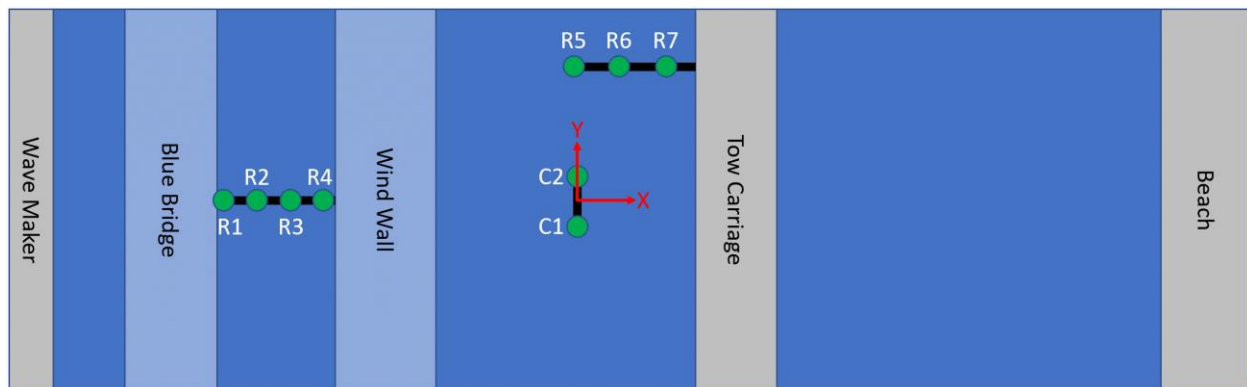 Wave Maker
Blue Bridge
R1
R2
R3
R4
Wind Wall
R5 R6 R7
Y
C2
X
C1
Tow Carriage
Beach